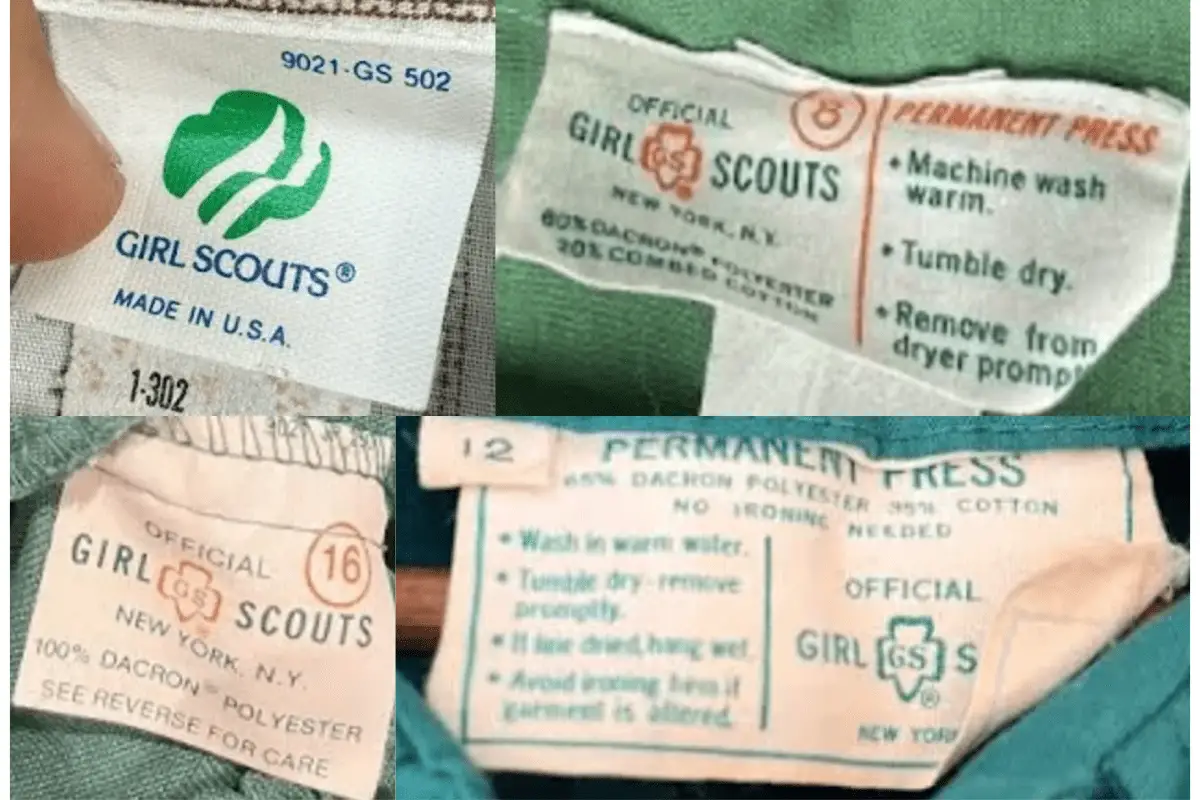 9021-GS 502
GIRL SCOUTS®
MADE IN U.S.A.
1-302
OFFICIAL
8
GIRL GS SCOUTS
NEW YORK, N.Y.
80% DACRON® POLYESTER
20% COMBED COTTON
PERMANENT PRESS
• Machine wash
warm.
• Tumble dry.
• Remove from
dryer prompt
OFFICIAL
16
GIRL GS SCOUTS
NEW YORK, N.Y.
100% DACRON POLYESTER
SEE REVERSE FOR CARE
12
PERMANENT PRESS
65% DACRON POLYESTER 35% COTTON
NO IRONING NEEDED
• Wash in warm water.
• Tumble dry-remove
promptly.
• If line dried, hang wet.
• Avoid ironing hem if
garment is altered.
OFFICIAL
GIRL GS® S
NEW YORK